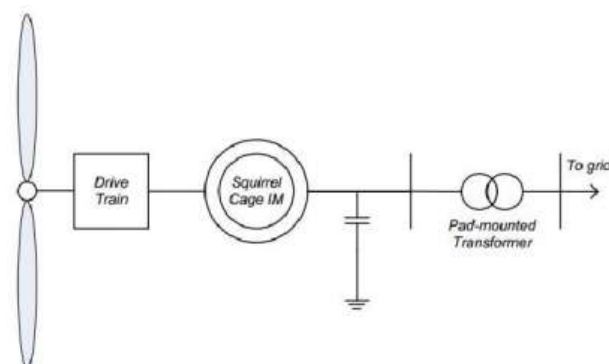 Drive
Train
Squirrel
Cage IM
Pad-mounted
Transformer
To grid